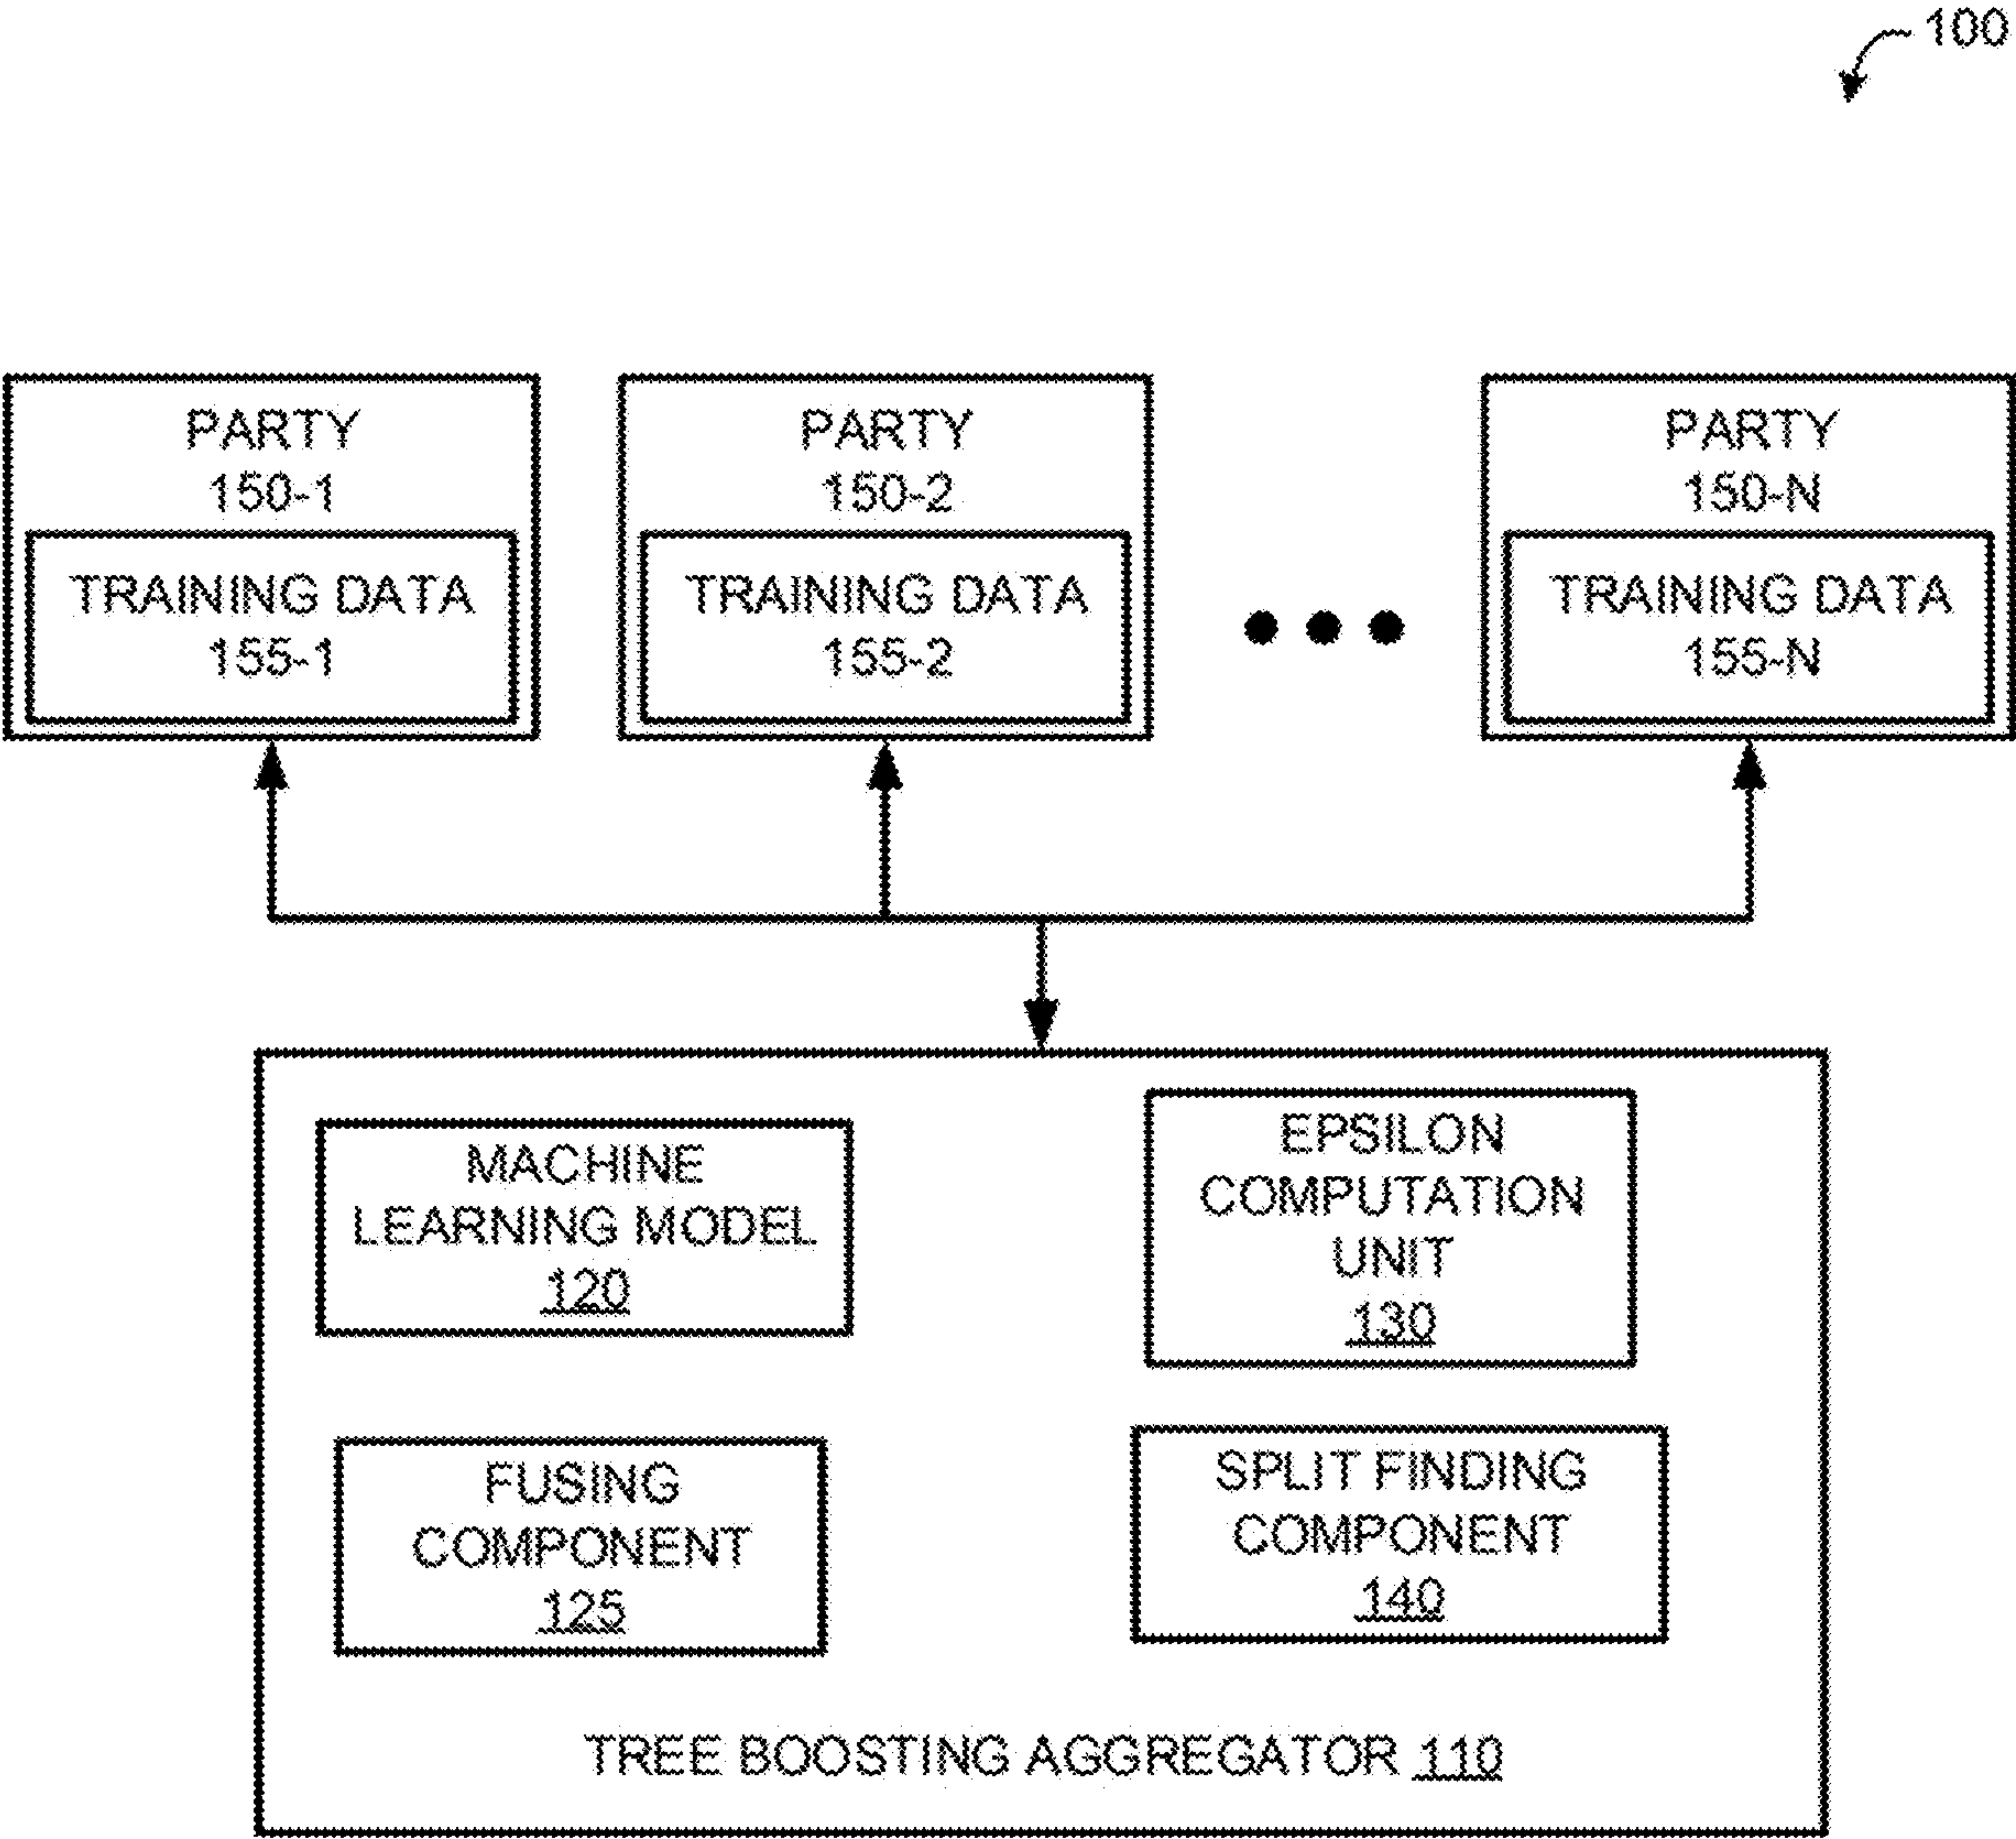 100
PARTY
150-1
TRAINING DATA
155-1
PARTY
150-2
TRAINING DATA
155-2
PARTY
150-N
TRAINING DATA
155-N
MACHINE
LEARNING MODEL
120
EPSILON
COMPUTATION
UNIT
130
FUSING
COMPONENT
125
SPLIT FINDING
COMPONENT
140
TREE BOOSTING AGGREGATOR 110